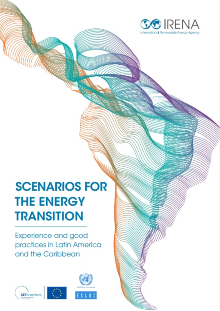 IRENA
International Renewable Energy Agency
SCENARIOS FOR
THE ENERGY
TRANSITION
Experience and good
practices in Latin America
and the Caribbean